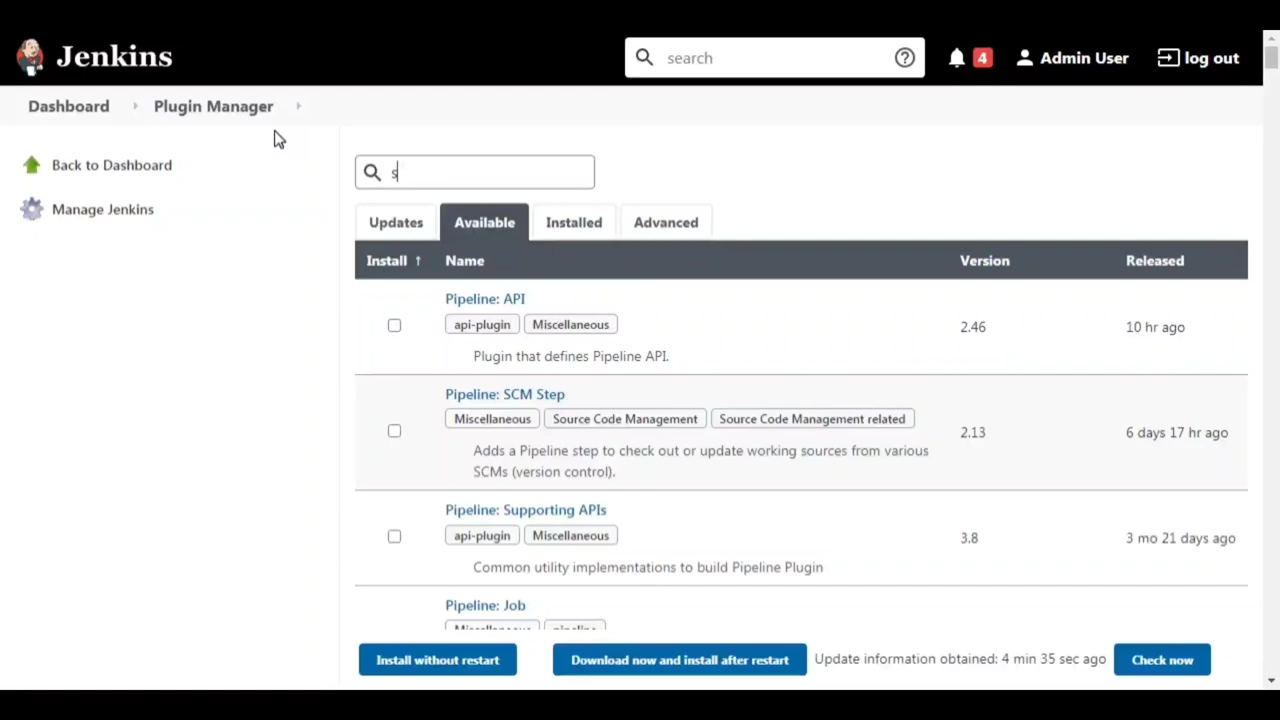 Jenkins
search
4
Admin User
log out
Dashboard
Plugin Manager
Back to Dashboard
Manage Jenkins
s
Updates
Available
Installed
Advanced
Install ↑ Name Version Released
Pipeline: API
api-plugin Miscellaneous
2.46 10 hr ago
Plugin that defines Pipeline API.
Pipeline: SCM Step
Miscellaneous Source Code Management Source Code Management related
2.13 6 days 17 hr ago
Adds a Pipeline step to check out or update working sources from various
SCMs (version control).
Pipeline: Supporting APIs
api-plugin Miscellaneous
3.8 3 mo 21 days ago
Common utility implementations to build Pipeline Plugin
Pipeline: Job
Miscellaneous pipeline
Install without restart
Download now and install after restart
Update information obtained: 4 min 35 sec ago
Check now